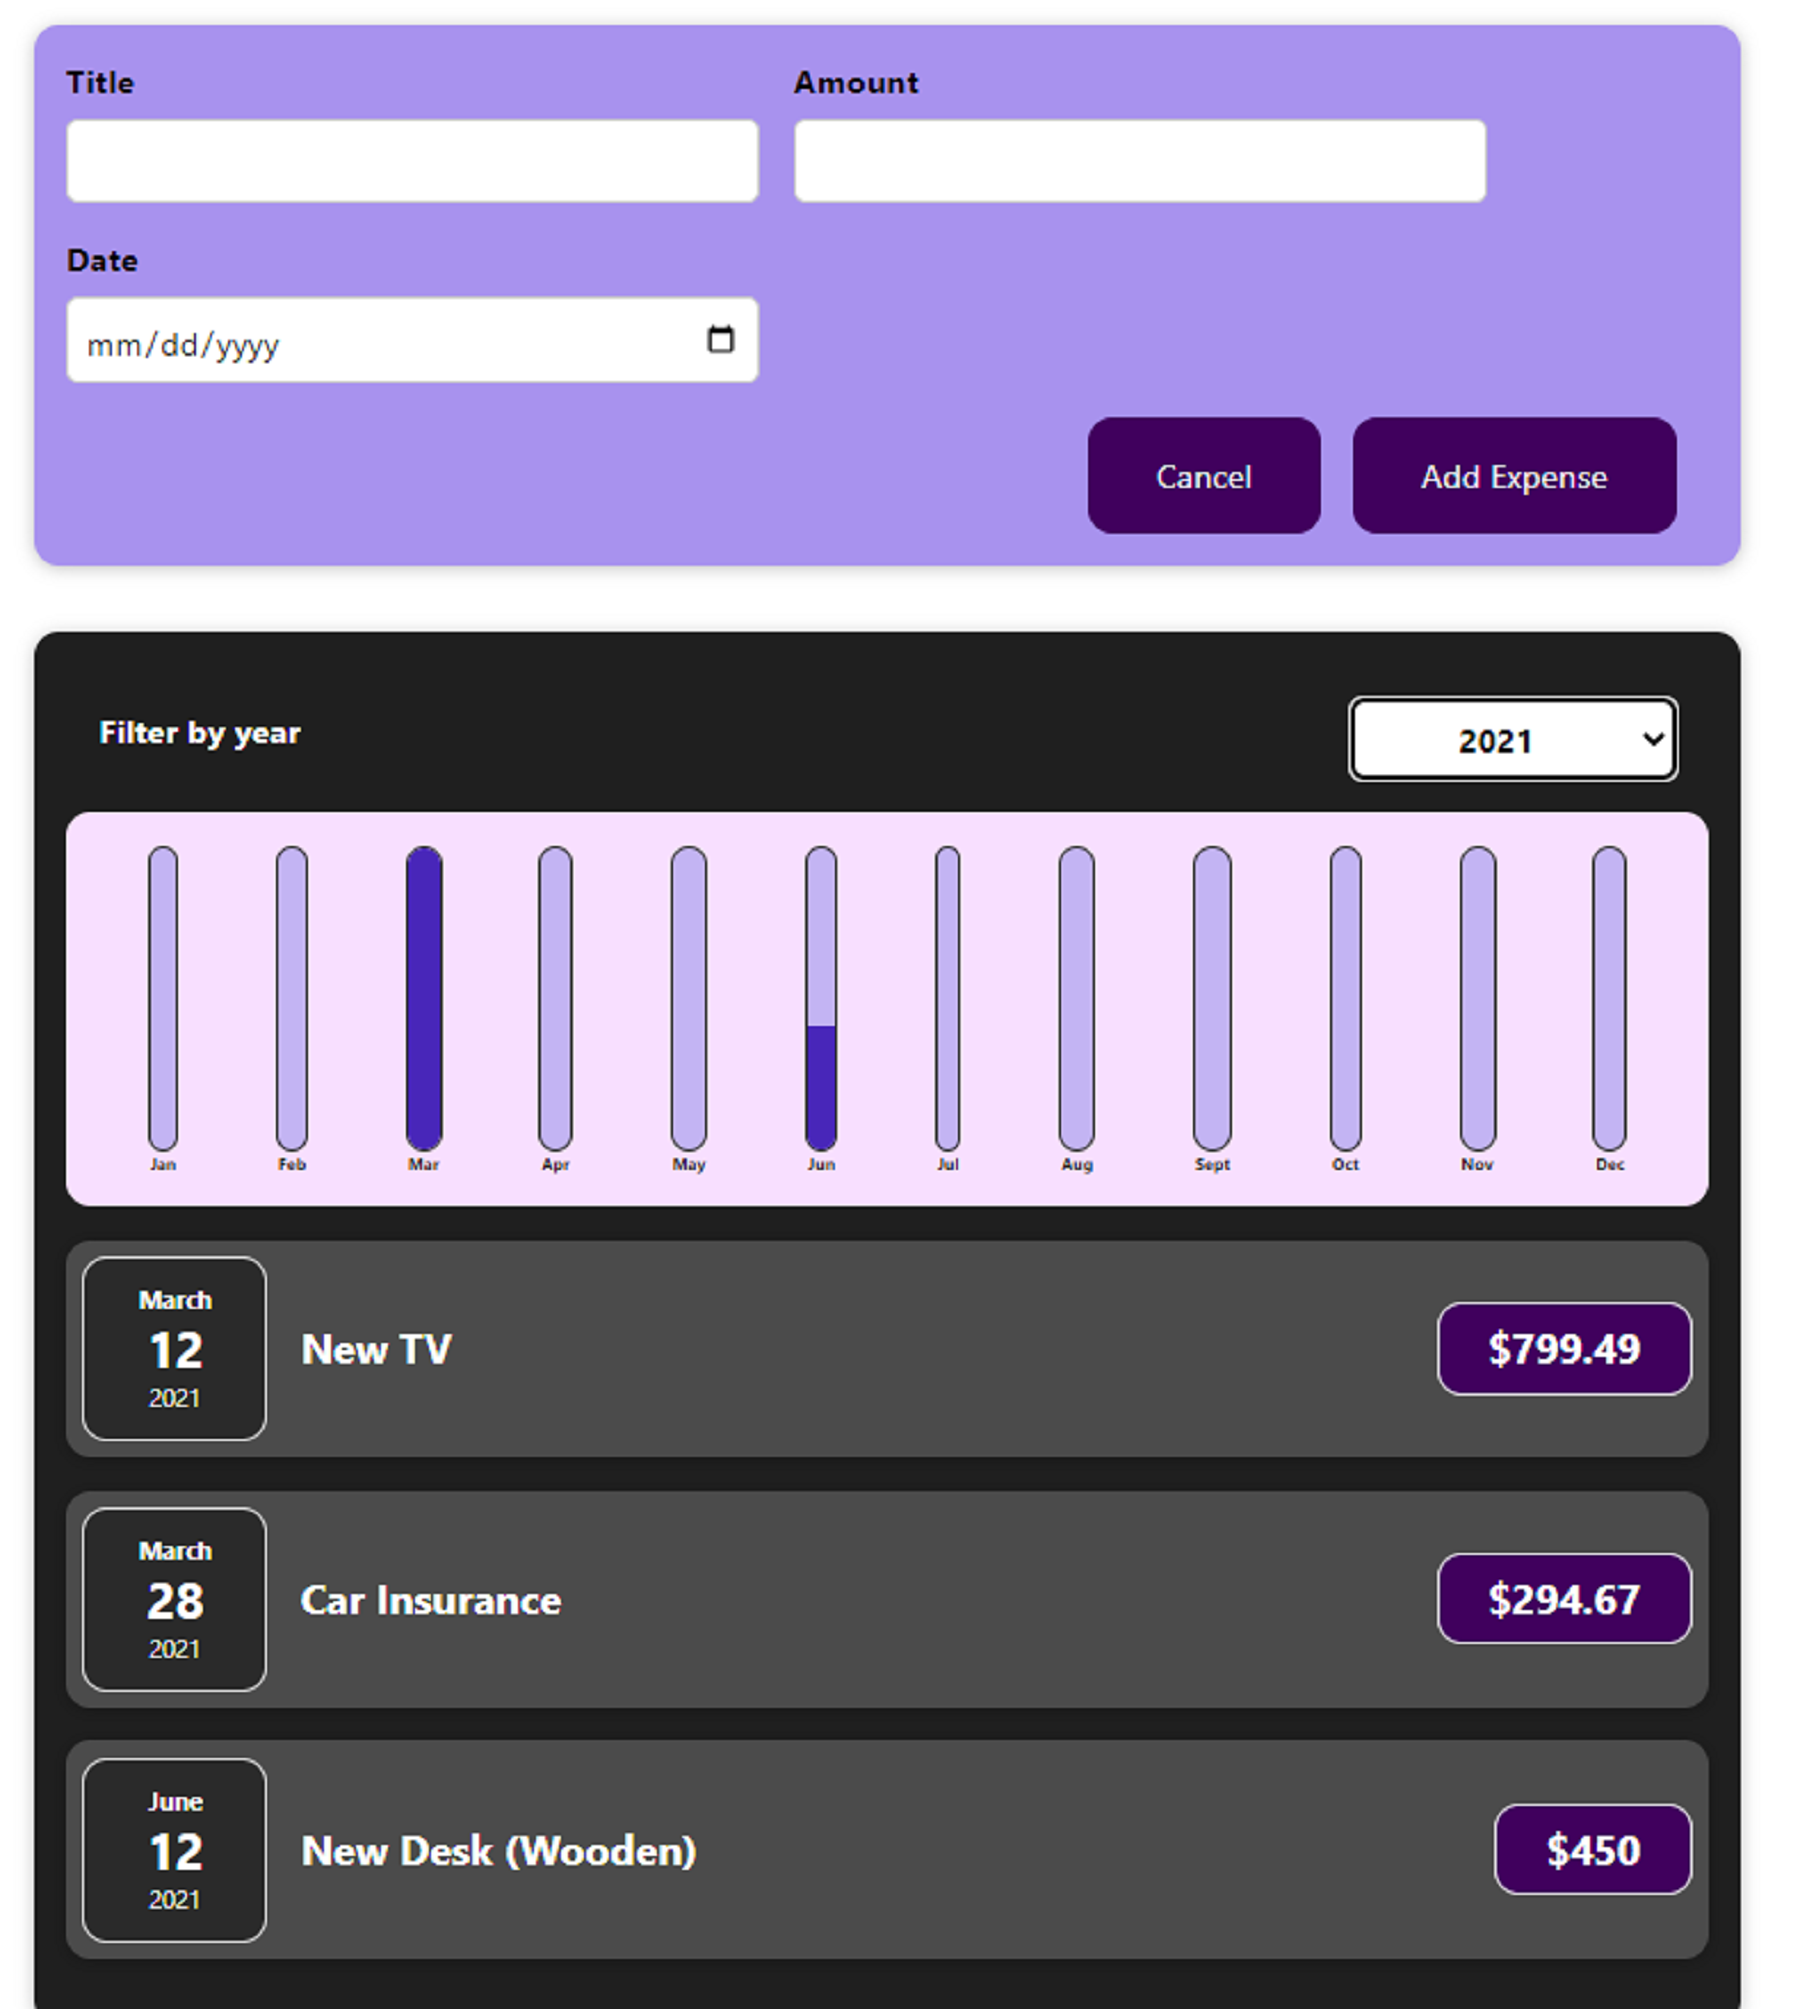 Title Amount
Date
mm/dd/yyyy
Cancel Add Expense
Filter by year 2021
Jan Feb Mar Apr May Jun Jul Aug Sept Oct Nov Dec
March
12
2021
New TV
$799.49
March
28
2021
Car Insurance
$294.67
June
12
2021
New Desk (Wooden)
$450